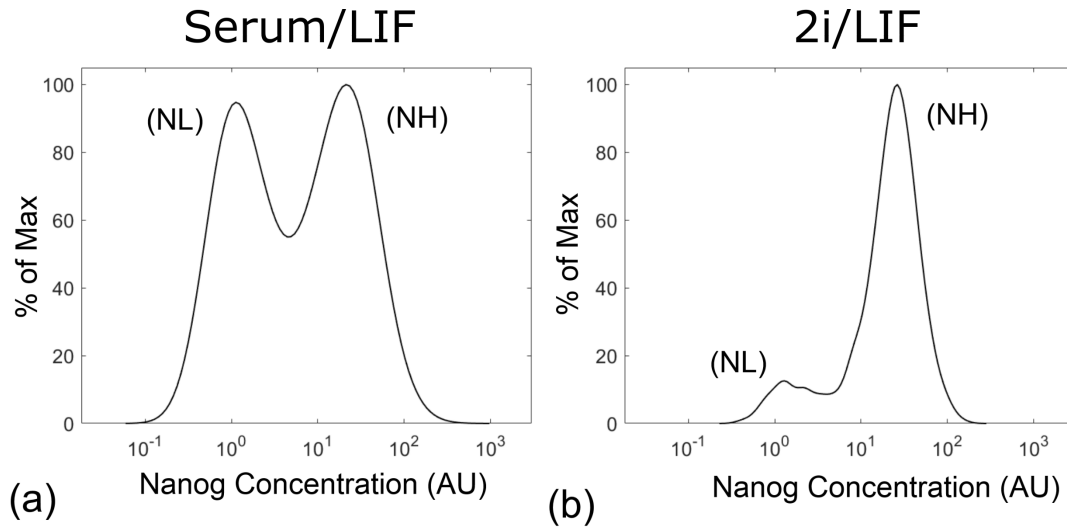 Serum/LIF
100
80
60
40
20
0
% of Max
(NL)
(NH)
10^-1
10^0
10^1
10^2
10^3
Nanog Concentration (AU)
(a)
2i/LIF
100
80
60
40
20
0
% of Max
(NL)
(NH)
10^-1
10^0
10^1
10^2
10^3
Nanog Concentration (AU)
(b)